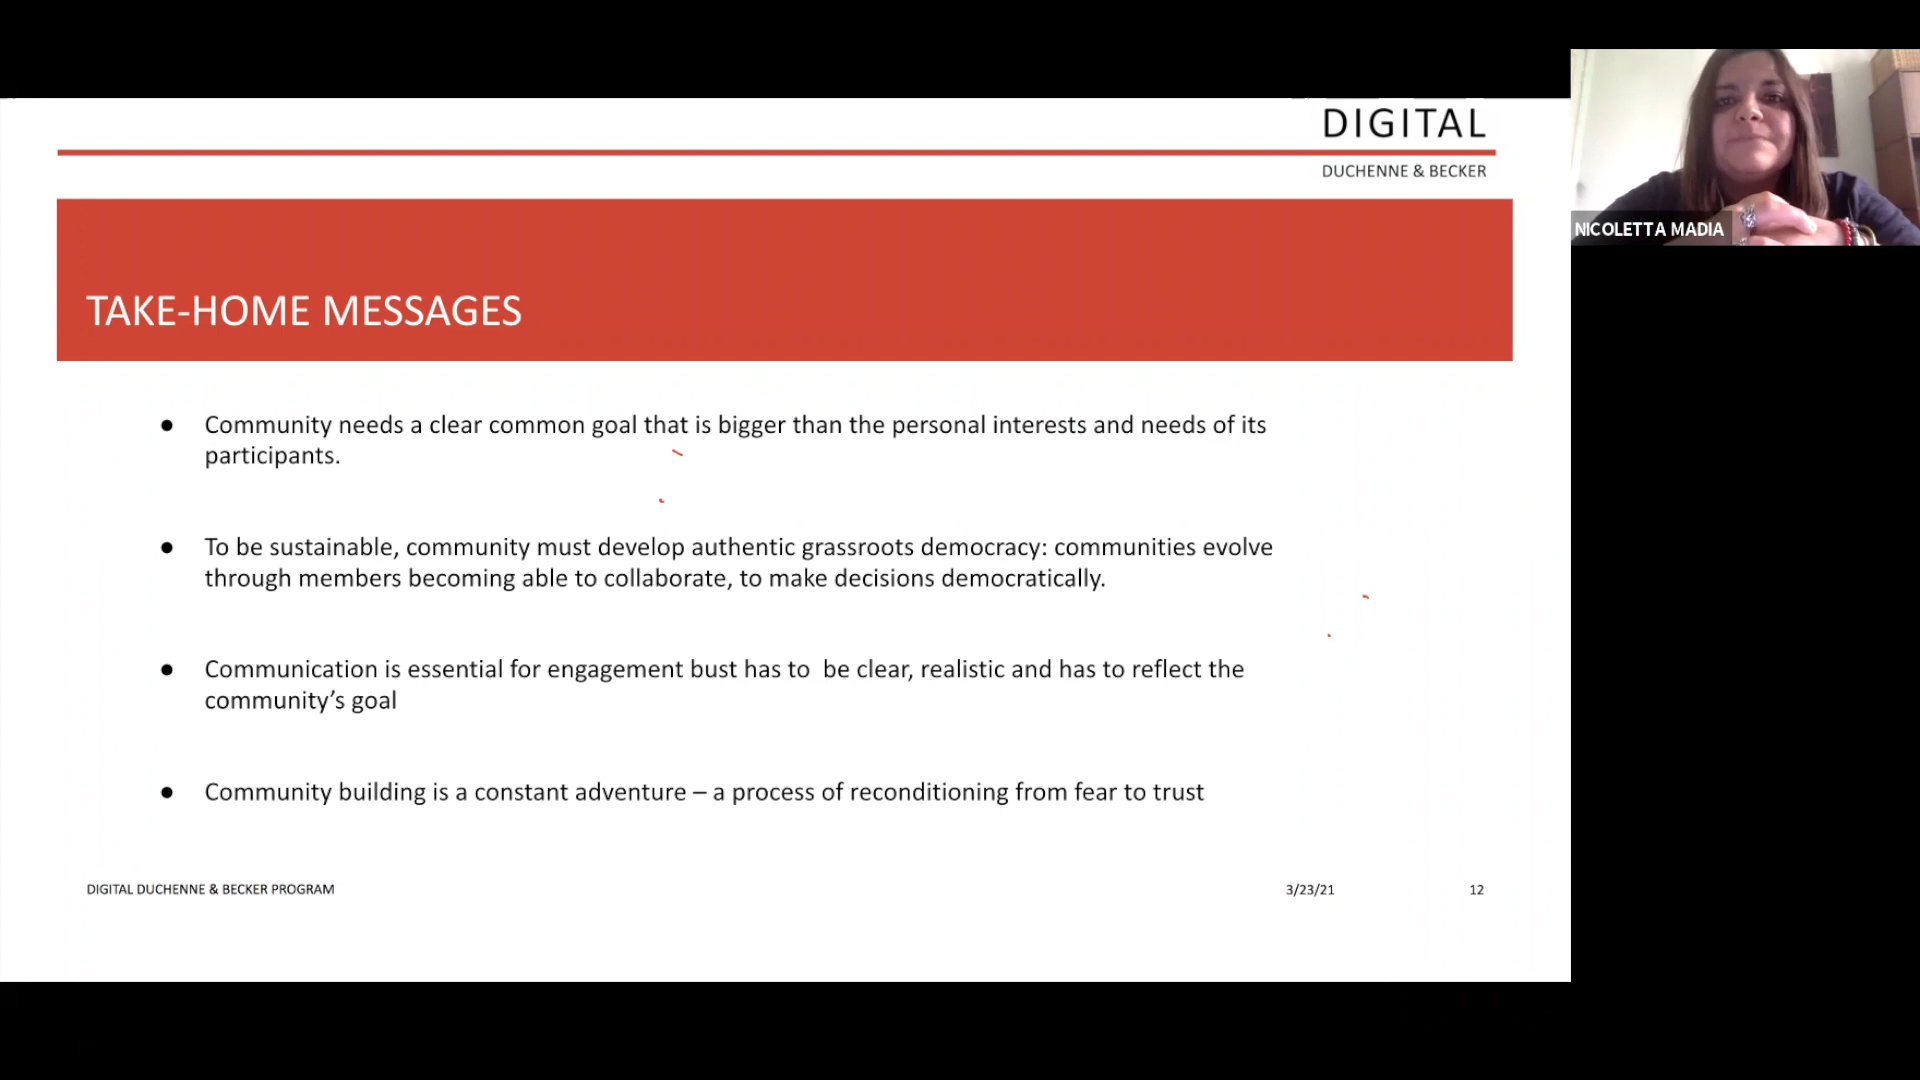 DIGITAL
DUCHENNE & BECKER
NICOLETTA MADIA
TAKE-HOME MESSAGES
● Community needs a clear common goal that is bigger than the personal interests and needs of its
participants.
● To be sustainable, community must develop authentic grassroots democracy: communities evolve
through members becoming able to collaborate, to make decisions democratically.
● Communication is essential for engagement bust has to  be clear, realistic and has to reflect the
community’s goal
● Community building is a constant adventure – a process of reconditioning from fear to trust
DIGITAL DUCHENNE & BECKER PROGRAM
3/23/21
12